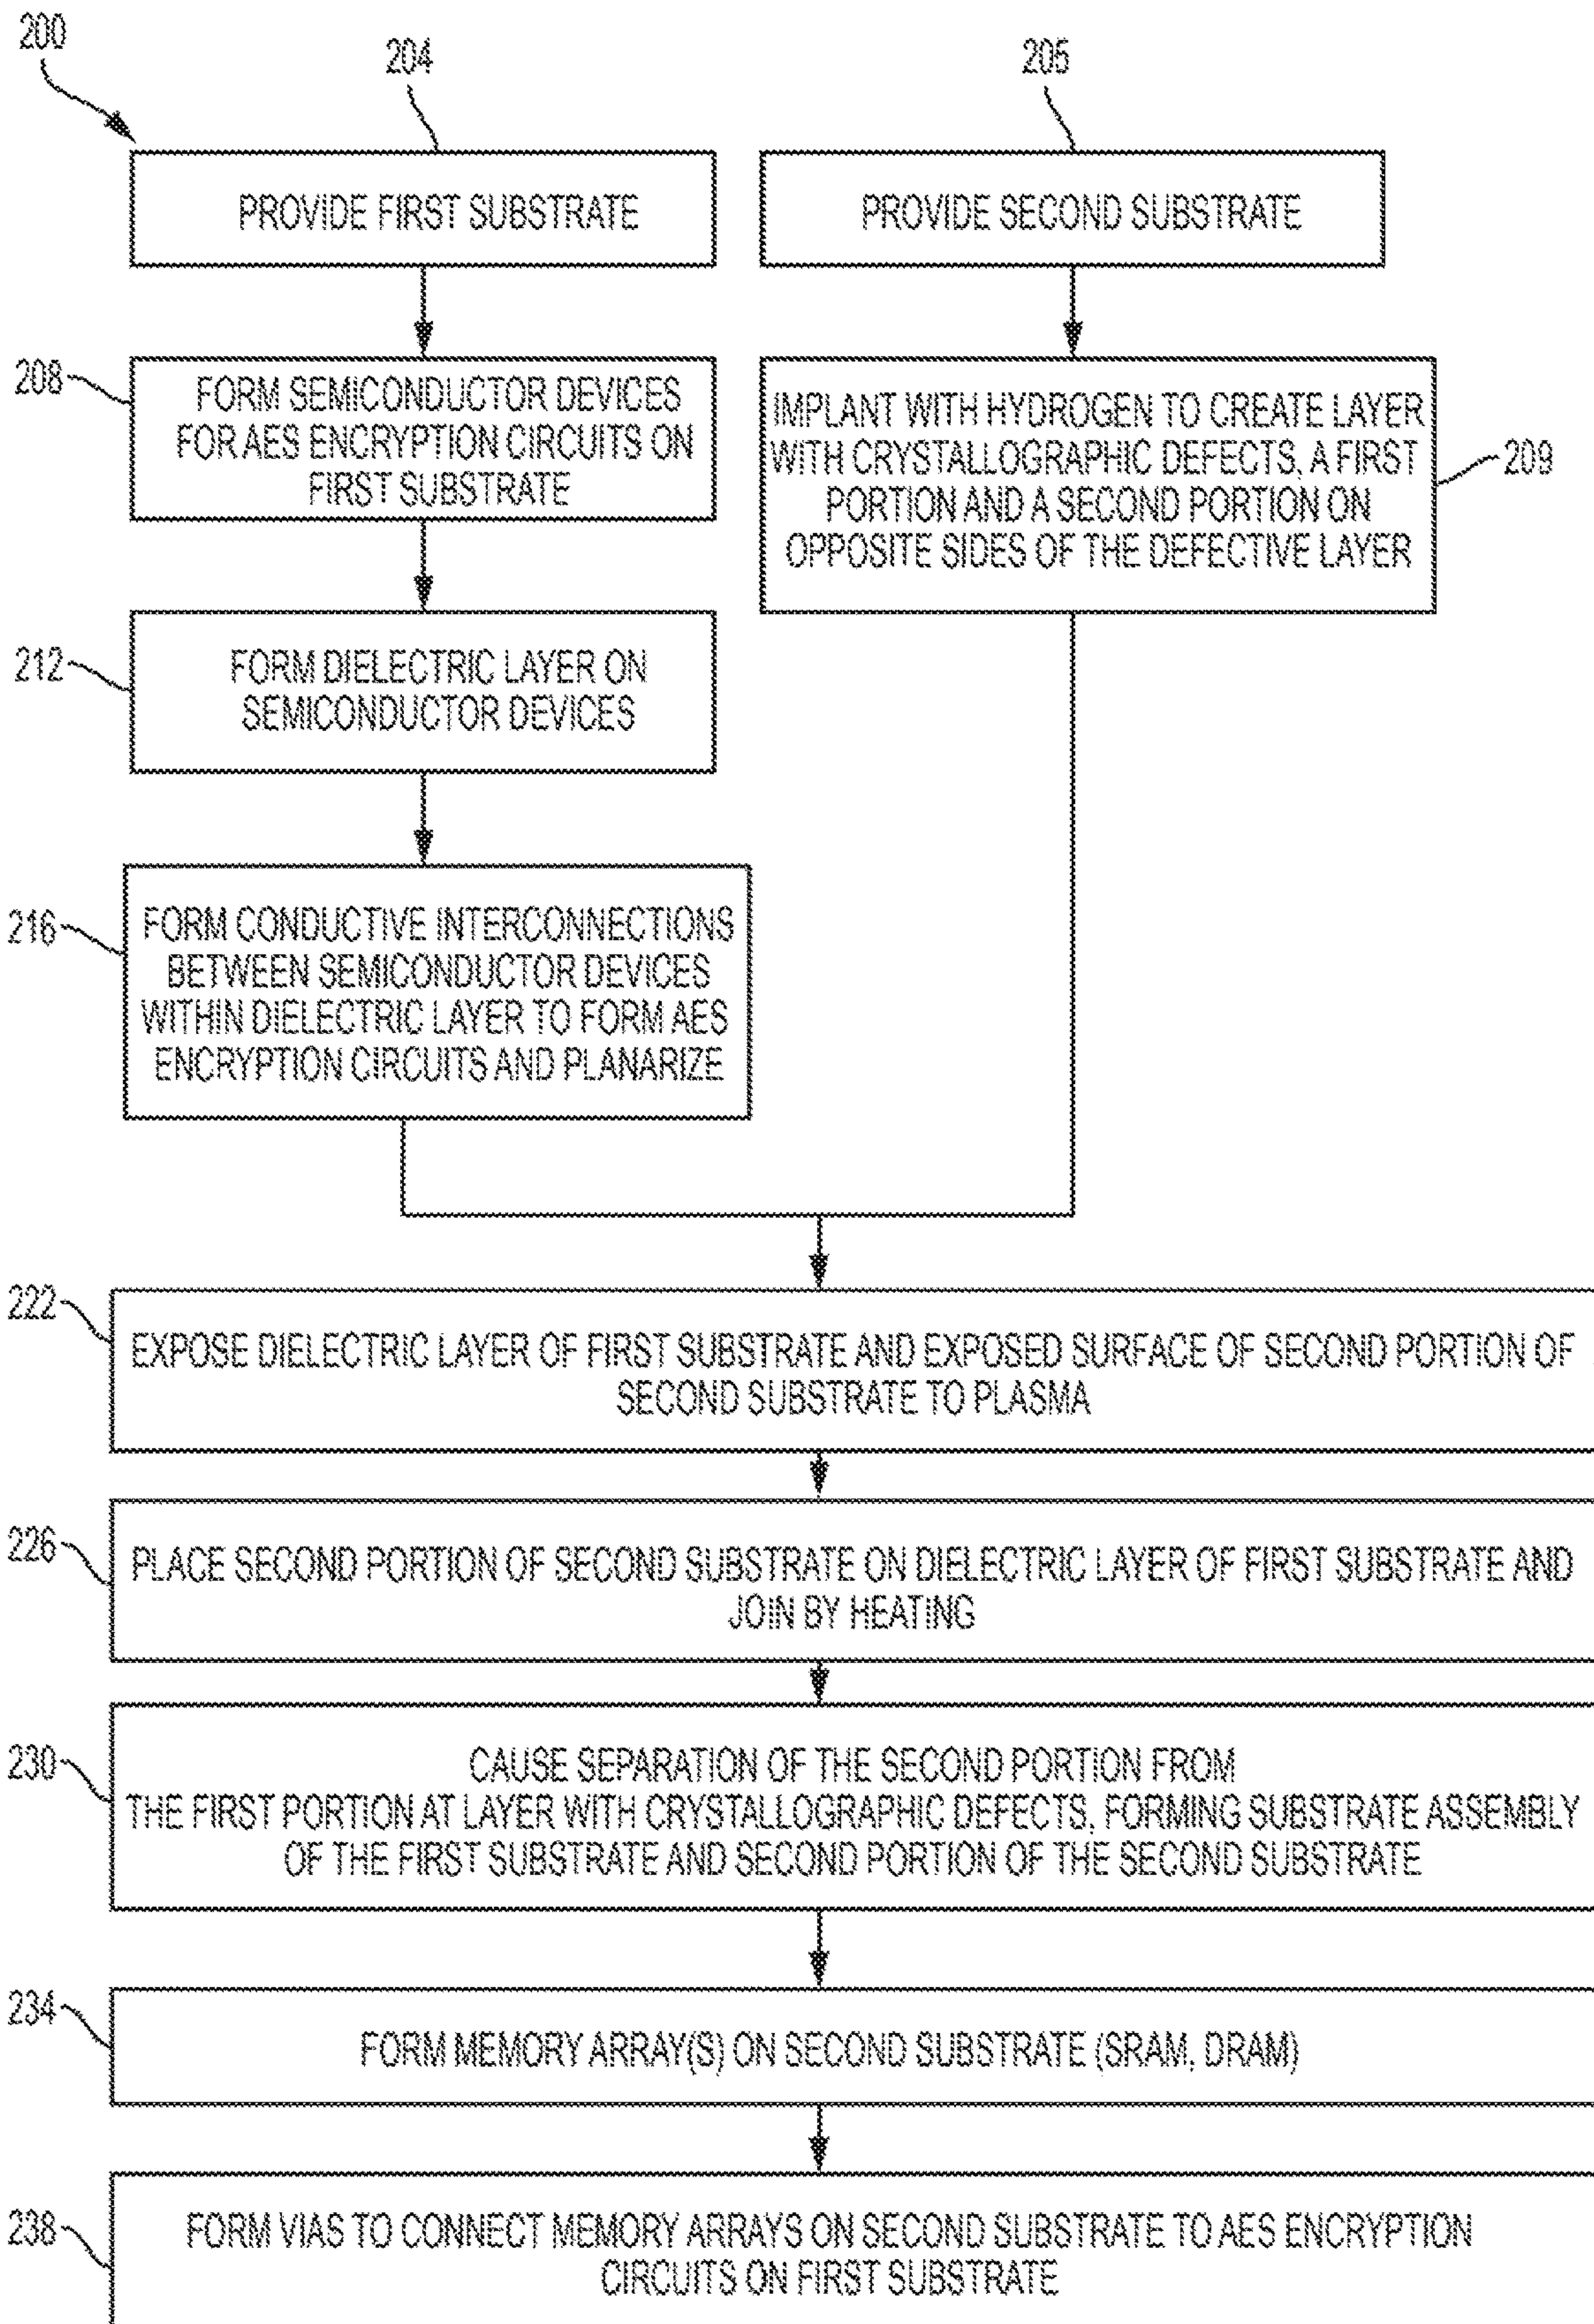 200
204
205
PROVIDE FIRST SUBSTRATE
PROVIDE SECOND SUBSTRATE
208
FORM SEMICONDUCTOR DEVICES
FOR AES ENCRYPTION CIRCUITS ON
FIRST SUBSTRATE
IMPLANT WITH HYDROGEN TO CREATE LAYER
WITH CRYSTALLOGRAPHIC DEFECTS, A FIRST
PORTION AND A SECOND PORTION ON
OPPOSITE SIDES OF THE DEFECTIVE LAYER
209
212
FORM DIELECTRIC LAYER ON
SEMICONDUCTOR DEVICES
216
FORM CONDUCTIVE INTERCONNECTIONS
BETWEEN SEMICONDUCTOR DEVICES
WITHIN DIELECTRIC LAYER TO FORM AES
ENCRYPTION CIRCUITS AND PLANARIZE
222
EXPOSE DIELECTRIC LAYER OF FIRST SUBSTRATE AND EXPOSED SURFACE OF SECOND PORTION OF
SECOND SUBSTRATE TO PLASMA
226
PLACE SECOND PORTION OF SECOND SUBSTRATE ON DIELECTRIC LAYER OF FIRST SUBSTRATE AND
JOIN BY HEATING
230
CAUSE SEPARATION OF THE SECOND PORTION FROM
THE FIRST PORTION AT LAYER WITH CRYSTALLOGRAPHIC DEFECTS, FORMING SUBSTRATE ASSEMBLY
OF THE FIRST SUBSTRATE AND SECOND PORTION OF THE SECOND SUBSTRATE
234
FORM MEMORY ARRAY(S) ON SECOND SUBSTRATE (SRAM, DRAM)
238
FORM VIAS TO CONNECT MEMORY ARRAYS ON SECOND SUBSTRATE TO AES ENCRYPTION
CIRCUITS ON FIRST SUBSTRATE